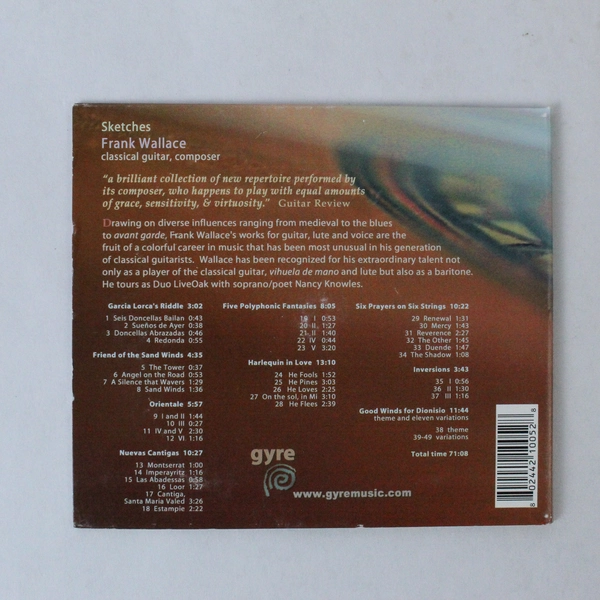 Sketches
Frank Wallace
classical guitar, composer
“a brilliant collection of new repertoire performed by
its composer, who happens to play with equal amounts
of grace, sensitivity, & virtuosity.” Guitar Review
Drawing on diverse influences ranging from medieval to the blues
to avant garde, Frank Wallace's works for guitar, lute and voice are the
fruit of a colorful career in music that has been most unusual in his generation
of classical guitarists. Wallace has been recognized for his extraordinary talent not
only as a player of the classical guitar, vihuela de mano and lute but also as a baritone.
He tours as Duo LiveOak with soprano/poet Nancy Knowles.
Garcia Lorca's Riddle 3:02
1 Seis Doncellas Bailan 0:43
2 Sueños de Ayer 0:38
3 Doncellas Abrazadas 0:46
4 Redonda 0:55
Friend of the Sand Winds 4:35
5 The Tower 0:37
6 Angel on the Road 0:53
7 A Silence that Wavers 1:29
8 Sand Winds 1:36
Orientale 5:57
9 I and II 1:44
10 III 0:27
11 IV and V 2:30
12 VI 1:16
Nuevas Cantigas 10:27
13 Montserrat 1:00
14 Imperayritz 1:16
15 Las Abadessas 0:58
16 Loor 1:27
17 Cantiga,
Santa Maria Valed 3:26
18 Estampie 2:22
Five Polyphonic Fantasies 8:05
19 I 0:53
20 II 1:27
21 II 1:40
22 IV 0:44
23 V 3:20
Harlequin in Love 13:10
24 He Fools 1:52
25 He Pines 3:03
26 He Loves 2:25
27 On the sol, in Mi 3:10
28 He Flees 2:39
Six Prayers on Six Strings 10:22
29 Renewal 1:31
30 Mercy 1:43
31 Reverence 2:27
32 The Other 1:45
33 Duende 1:47
34 The Shadow 1:08
Inversions 3:43
35 I 0:56
36 II 1:30
37 III 1:16
Good Winds for Dionisio 11:44
theme and eleven variations
38 theme
39-49 variations
Total time 71:08
gyre
www.gyremusic.com
8 02442 10052 8